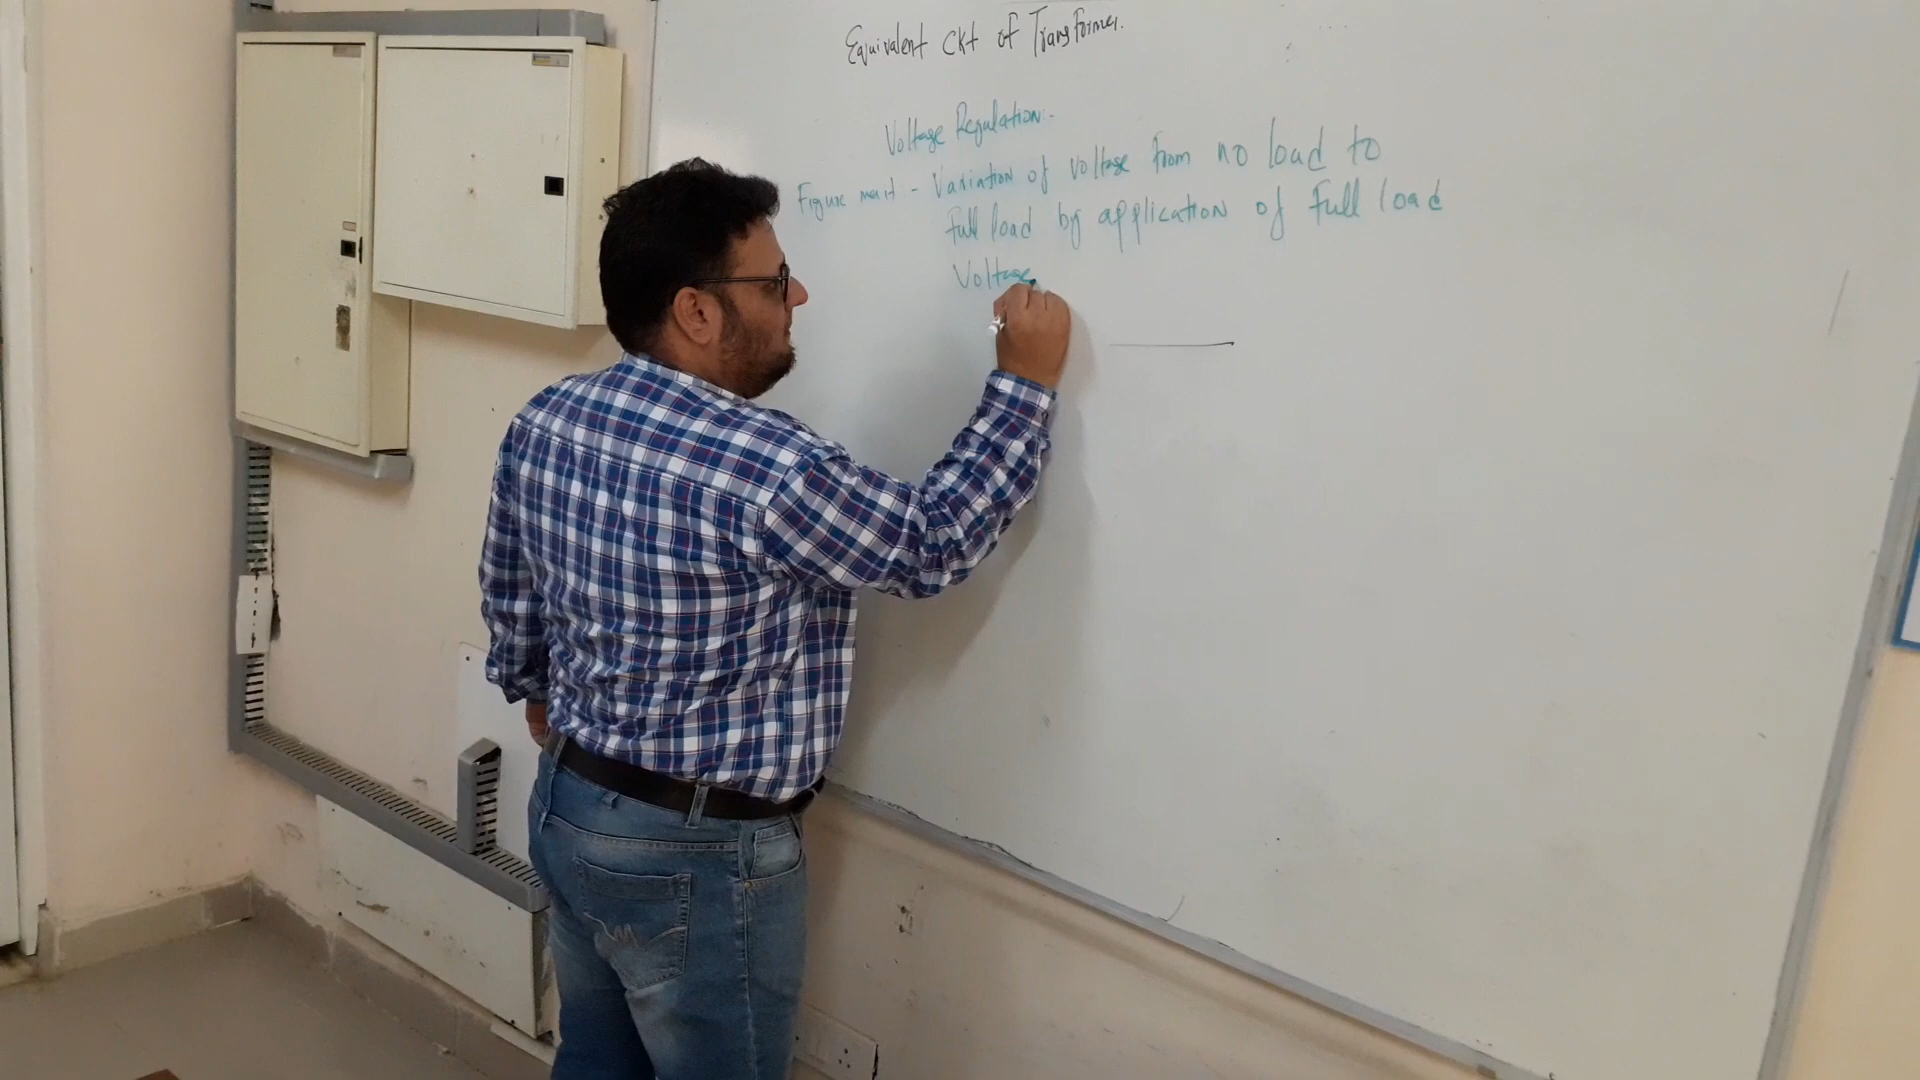 Equivalent ckt of Transformer.
Voltage Regulation:-
Figure merit - Variation of voltage from no load to
Full load by application of full load
Voltage